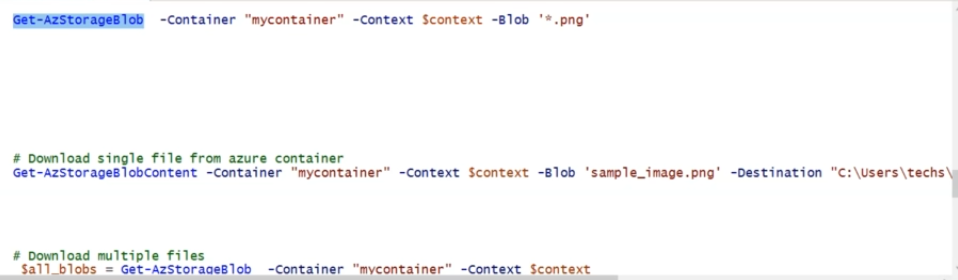 Get-AzStorageBlob  -Container "mycontainer" -Context $context -Blob '*.png'
# Download single file from azure container
Get-AzStorageBlobContent -Container "mycontainer" -Context $context -Blob 'sample_image.png' -Destination "C:\Users\techs\
# Download multiple files
$all_blobs = Get-AzStorageBlob  -Container "mycontainer" -Context $context